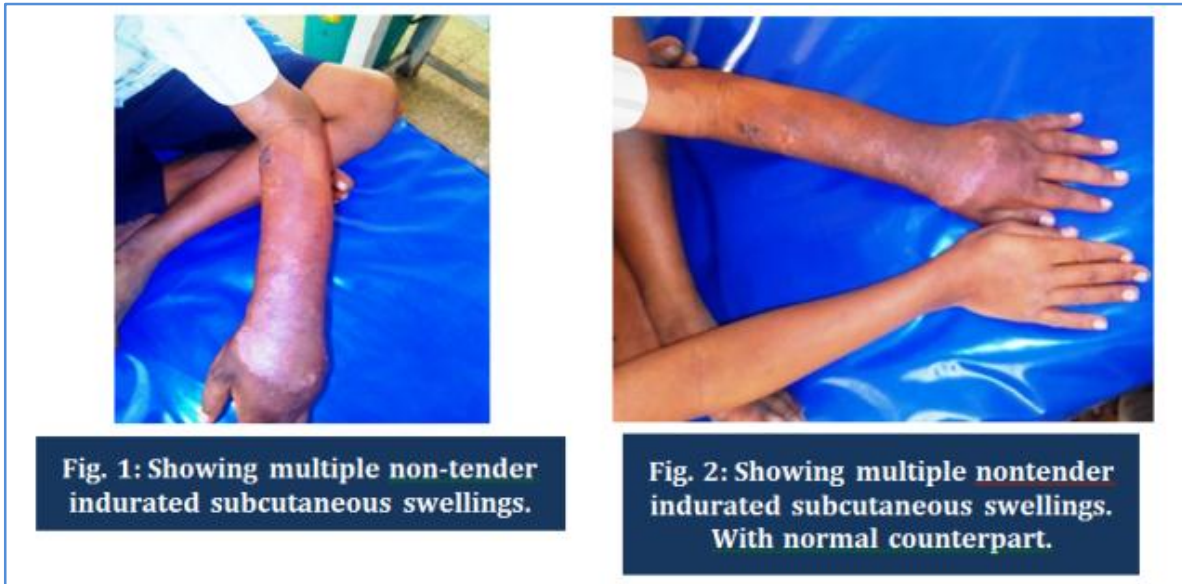 Fig. 1: Showing multiple non-tender
indurated subcutaneous swellings.
Fig. 2: Showing multiple nontender
indurated subcutaneous swellings.
With normal counterpart.